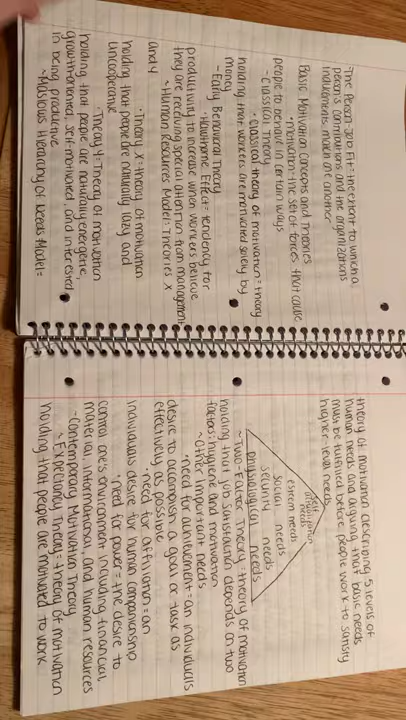 -The Person-Job Fit = the extent to which a
person's contributions and the organization's
inducements match one another
Basic Motivation Concepts and Theories
• motivation = the set of forces that cause
people to behave in certain ways
~ Classical Theory
• classical theory of motivation = theory
holding that workers are motivated solely by
money
~ Early Behavioral Theory
• Hawthorne Effect = tendency for
productivity to increase when workers believe
they are receiving special attention from management
~ Human Resources Model: Theories X
and Y
• Theory X = theory of motivation
holding that people are naturally lazy and
uncooperative
• Theory Y = theory of motivation
holding that people are naturally energetic,
growth-oriented, self-motivated, and interested
in being productive
~ Maslow's Hierarchy of Needs Model =
theory of motivation describing 5 levels of
human needs and arguing that basic needs
must be fulfilled before people work to satisfy
higher-level needs
self
actualization
needs
esteem needs
social needs
security needs
physiological needs
~ Two-Factor Theory = theory of motivation
holding that job satisfaction depends on two
factors: hygiene and motivation
~ Other Important Needs
• need for achievement = an individual's
desire to accomplish a goal or task as
effectively as possible
• need for affiliation = an
individual's desire for human companionship
• need for power = the desire to
control one's environment including financial,
material, informational, and human resources
- Contemporary Motivation Theory
~ Expectancy Theory = theory of motivation
holding that people are motivated to work